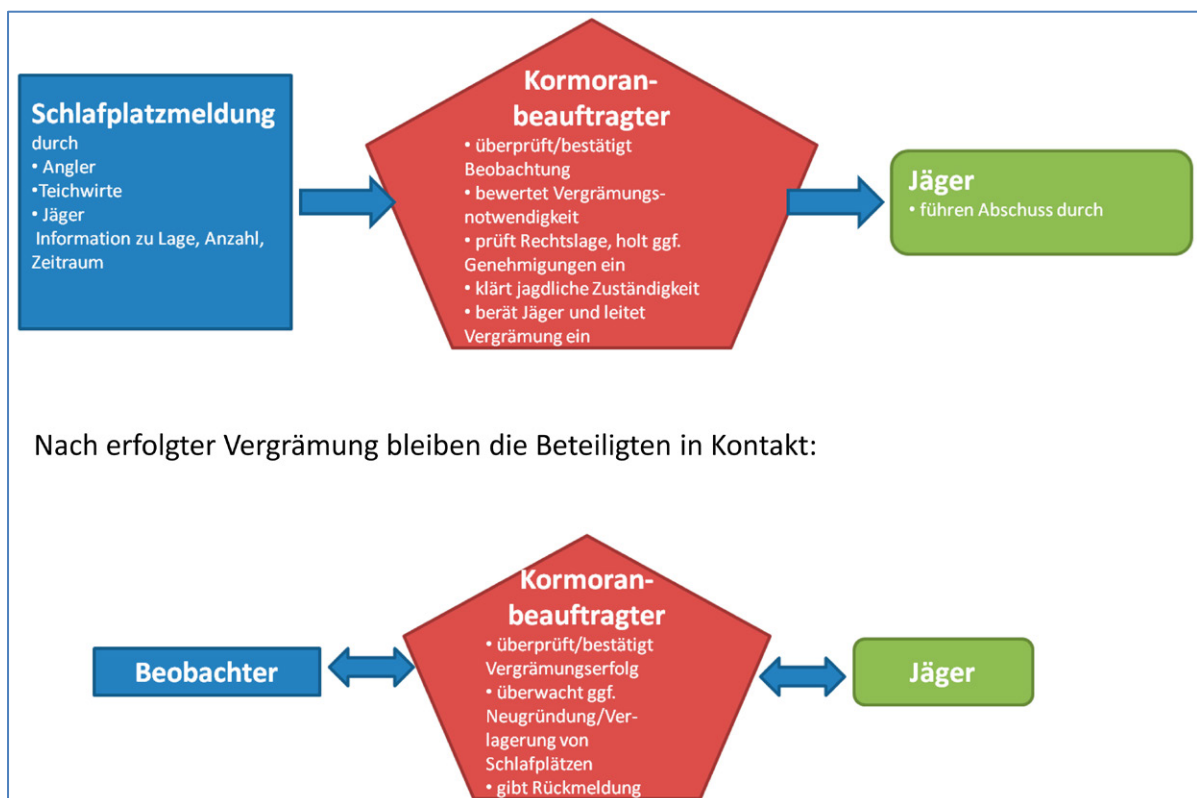 Schlafplatzmeldung
durch
• Angler
•Teichwirte
• Jäger
Information zu Lage, Anzahl,
Zeitraum
Kormoran-
beauftragter
• überprüft/bestätigt
Beobachtung
• bewertet Vergrämungs-
notwendigkeit
• prüft Rechtslage, holt ggf.
Genehmigungen ein
• klärt jagdliche Zuständigkeit
• berät Jäger und leitet
Vergrämung ein
Jäger
• führen Abschuss durch
Nach erfolgter Vergrämung bleiben die Beteiligten in Kontakt:
Beobachter
Kormoran-
beauftragter
• überprüft/bestätigt
Vergrämungserfolg
• überwacht ggf.
Neugründung/Ver-
lagerung von
Schlafplätzen
• gibt Rückmeldung
Jäger